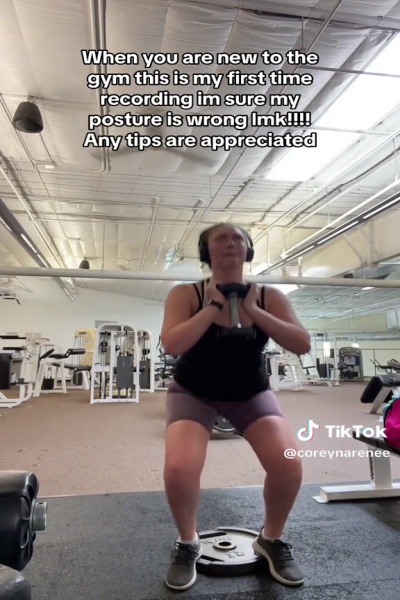 When you are new to the
gym this is my first time
recording im sure my
posture is wrong lmk!!!!
Any tips are appreciated
TikTok
@coreynarenee